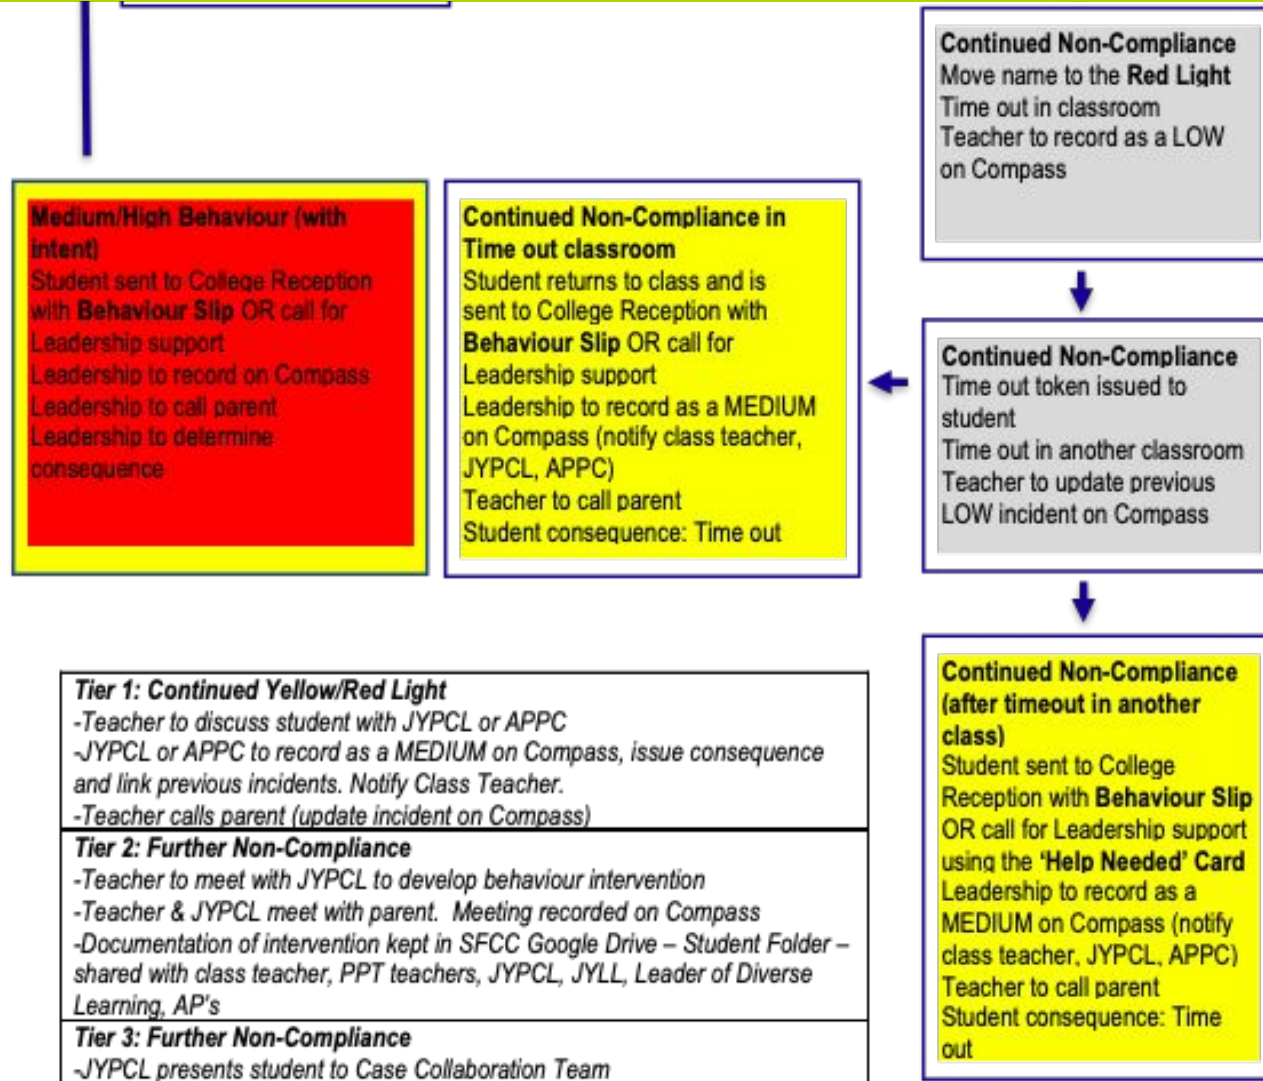 Continued Non-Compliance
Move name to the Red Light
Time out in classroom
Teacher to record as a LOW
on Compass
Medium/High Behaviour (with
intent)
Student sent to College Reception
with Behaviour Slip OR call for
Leadership support
Leadership to record on Compass
Leadership to call parent
Leadership to determine
consequence
Continued Non-Compliance in
Time out classroom
Student returns to class and is
sent to College Reception with
Behaviour Slip OR call for
Leadership support
Leadership to record as a MEDIUM
on Compass (notify class teacher,
JYPCL, APPC)
Teacher to call parent
Student consequence: Time out
Continued Non-Compliance
Time out token issued to
student
Time out in another classroom
Teacher to update previous
LOW incident on Compass
Continued Non-Compliance
(after timeout in another
class)
Student sent to College
Reception with Behaviour Slip
OR call for Leadership support
using the ‘Help Needed’ Card
Leadership to record as a
MEDIUM on Compass (notify
class teacher, JYPCL, APPC)
Teacher to call parent
Student consequence: Time
out
Tier 1: Continued Yellow/Red Light
-Teacher to discuss student with JYPCL or APPC
-JYPCL or APPC to record as a MEDIUM on Compass, issue consequence
and link previous incidents. Notify Class Teacher.
-Teacher calls parent (update incident on Compass)
Tier 2: Further Non-Compliance
-Teacher to meet with JYPCL to develop behaviour intervention
-Teacher & JYPCL meet with parent. Meeting recorded on Compass
-Documentation of intervention kept in SFCC Google Drive – Student Folder –
shared with class teacher, PPT teachers, JYPCL, JYLL, Leader of Diverse
Learning, AP's
Tier 3: Further Non-Compliance
-JYPCL presents student to Case Collaboration Team